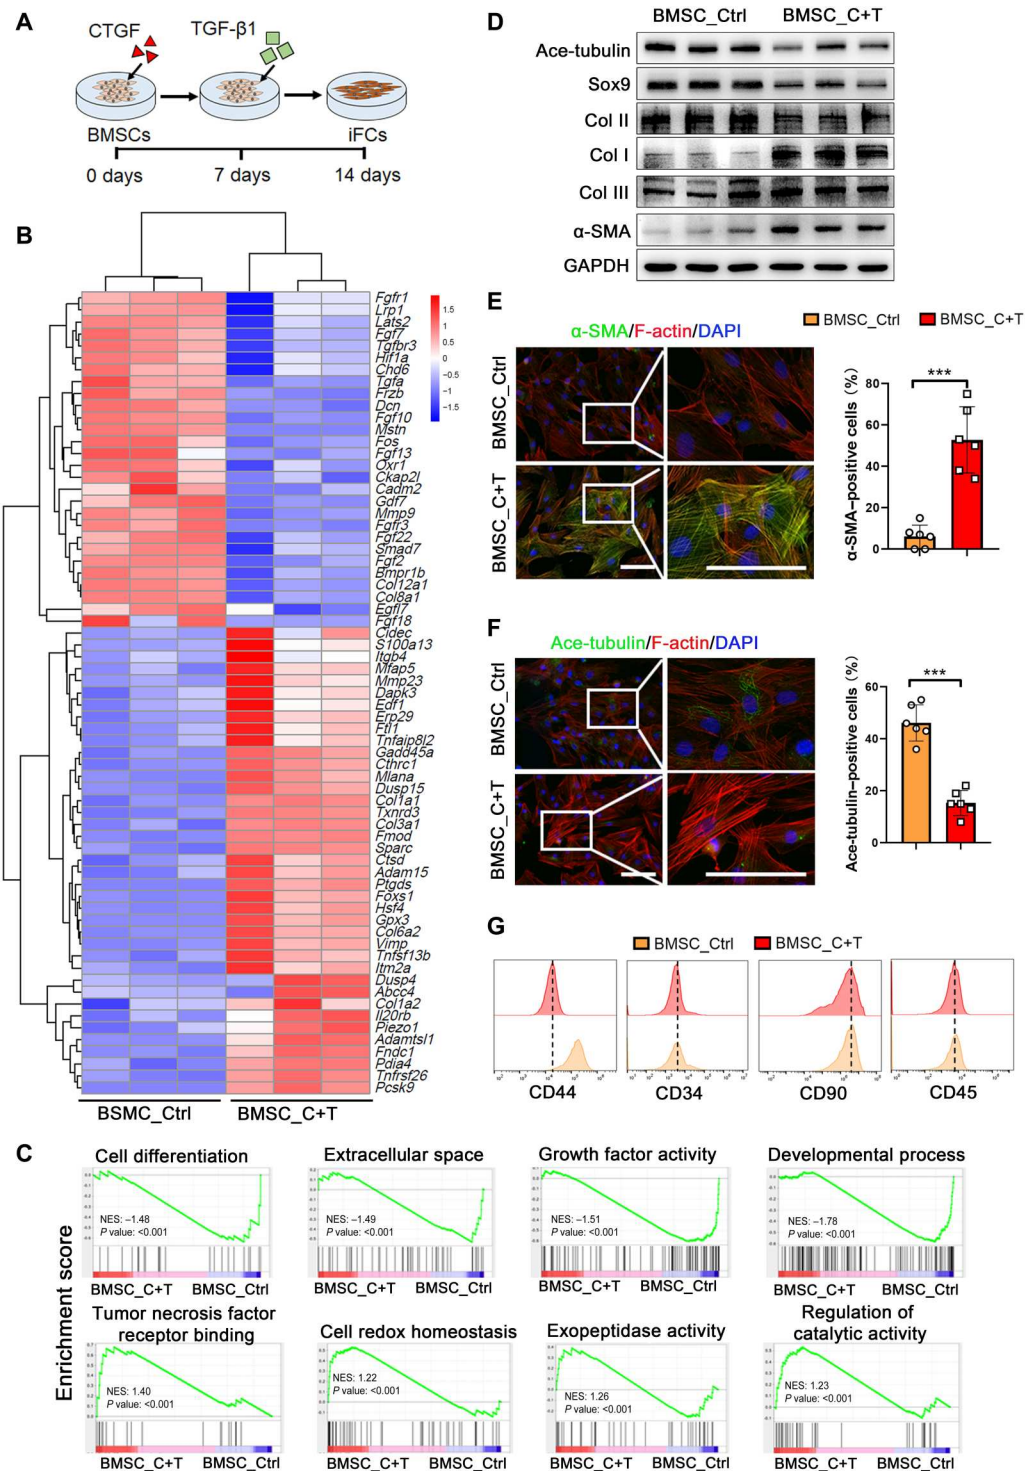 A
CTGF
TGF-β1
BMSCs
iFCs
0 days
7 days
14 days
B
Fgfr1
Lrp1
Lats2
Fgf7
Tgfbr3
Hif1a
Chd6
Tgfa
Frzb
Dcn
Fgf10
Mstn
Fos
Fgf13
Oxr1
Ckap2l
Cadm2
Gdf7
Mmp9
Fgfr3
Fgf22
Smad7
Fgf2
Bmpr1b
Col12a1
Col8a1
Egfl7
Fgf18
Cidec
S100a13
Itgb4
Mfap5
Mmp23
Dapk3
Edf1
Erp29
Ftl1
Tnfaip8l2
Gadd45a
Cthrc1
Mlana
Dusp15
Col1a1
Txnrd3
Col3a1
Fmod
Sparc
Ctsd
Adam15
Ptgds
Foxs1
Hsf4
Gpx3
Col6a2
Vimp
Tnfsf13b
Itm2a
Dusp4
Abcc4
Col1a2
Il20rb
Piezo1
Adamtsl1
Fndc1
Pdia4
Tnfrsf26
Pcsk9
1.5
1
0.5
0
−0.5
−1
−1.5
BSMC_Ctrl
BMSC_C+T
C
Enrichment score
Cell differentiation
NES: −1.48
P value: <0.001
BMSC_C+T
BMSC_Ctrl
Extracellular space
NES: −1.49
P value: <0.001
BMSC_C+T
BMSC_Ctrl
Growth factor activity
NES: −1.51
P value: <0.001
BMSC_C+T
BMSC_Ctrl
Developmental process
NES: −1.78
P value: <0.001
BMSC_C+T
BMSC_Ctrl
Tumor necrosis factor
receptor binding
NES: 1.40
P value: <0.001
BMSC_C+T
BMSC_Ctrl
Cell redox homeostasis
NES: 1.22
P value: <0.001
BMSC_C+T
BMSC_Ctrl
Exopeptidase activity
NES: 1.26
P value: <0.001
BMSC_C+T
BMSC_Ctrl
Regulation of
catalytic activity
NES: 1.23
P value: <0.001
BMSC_C+T
BMSC_Ctrl
D
BMSC_Ctrl
BMSC_C+T
Ace-tubulin
Sox9
Col II
Col I
Col III
α-SMA
GAPDH
E
α-SMA/F-actin/DAPI
BMSC_Ctrl
BMSC_C+T
BMSC_Ctrl
BMSC_C+T
α-SMA–positive cells (%)
80
60
40
20
0
***
F
Ace-tubulin/F-actin/DAPI
BMSC_Ctrl
BMSC_C+T
Ace-tubulin–positive cells (%)
60
40
20
0
***
G
BMSC_Ctrl
BMSC_C+T
CD44
CD34
CD90
CD45